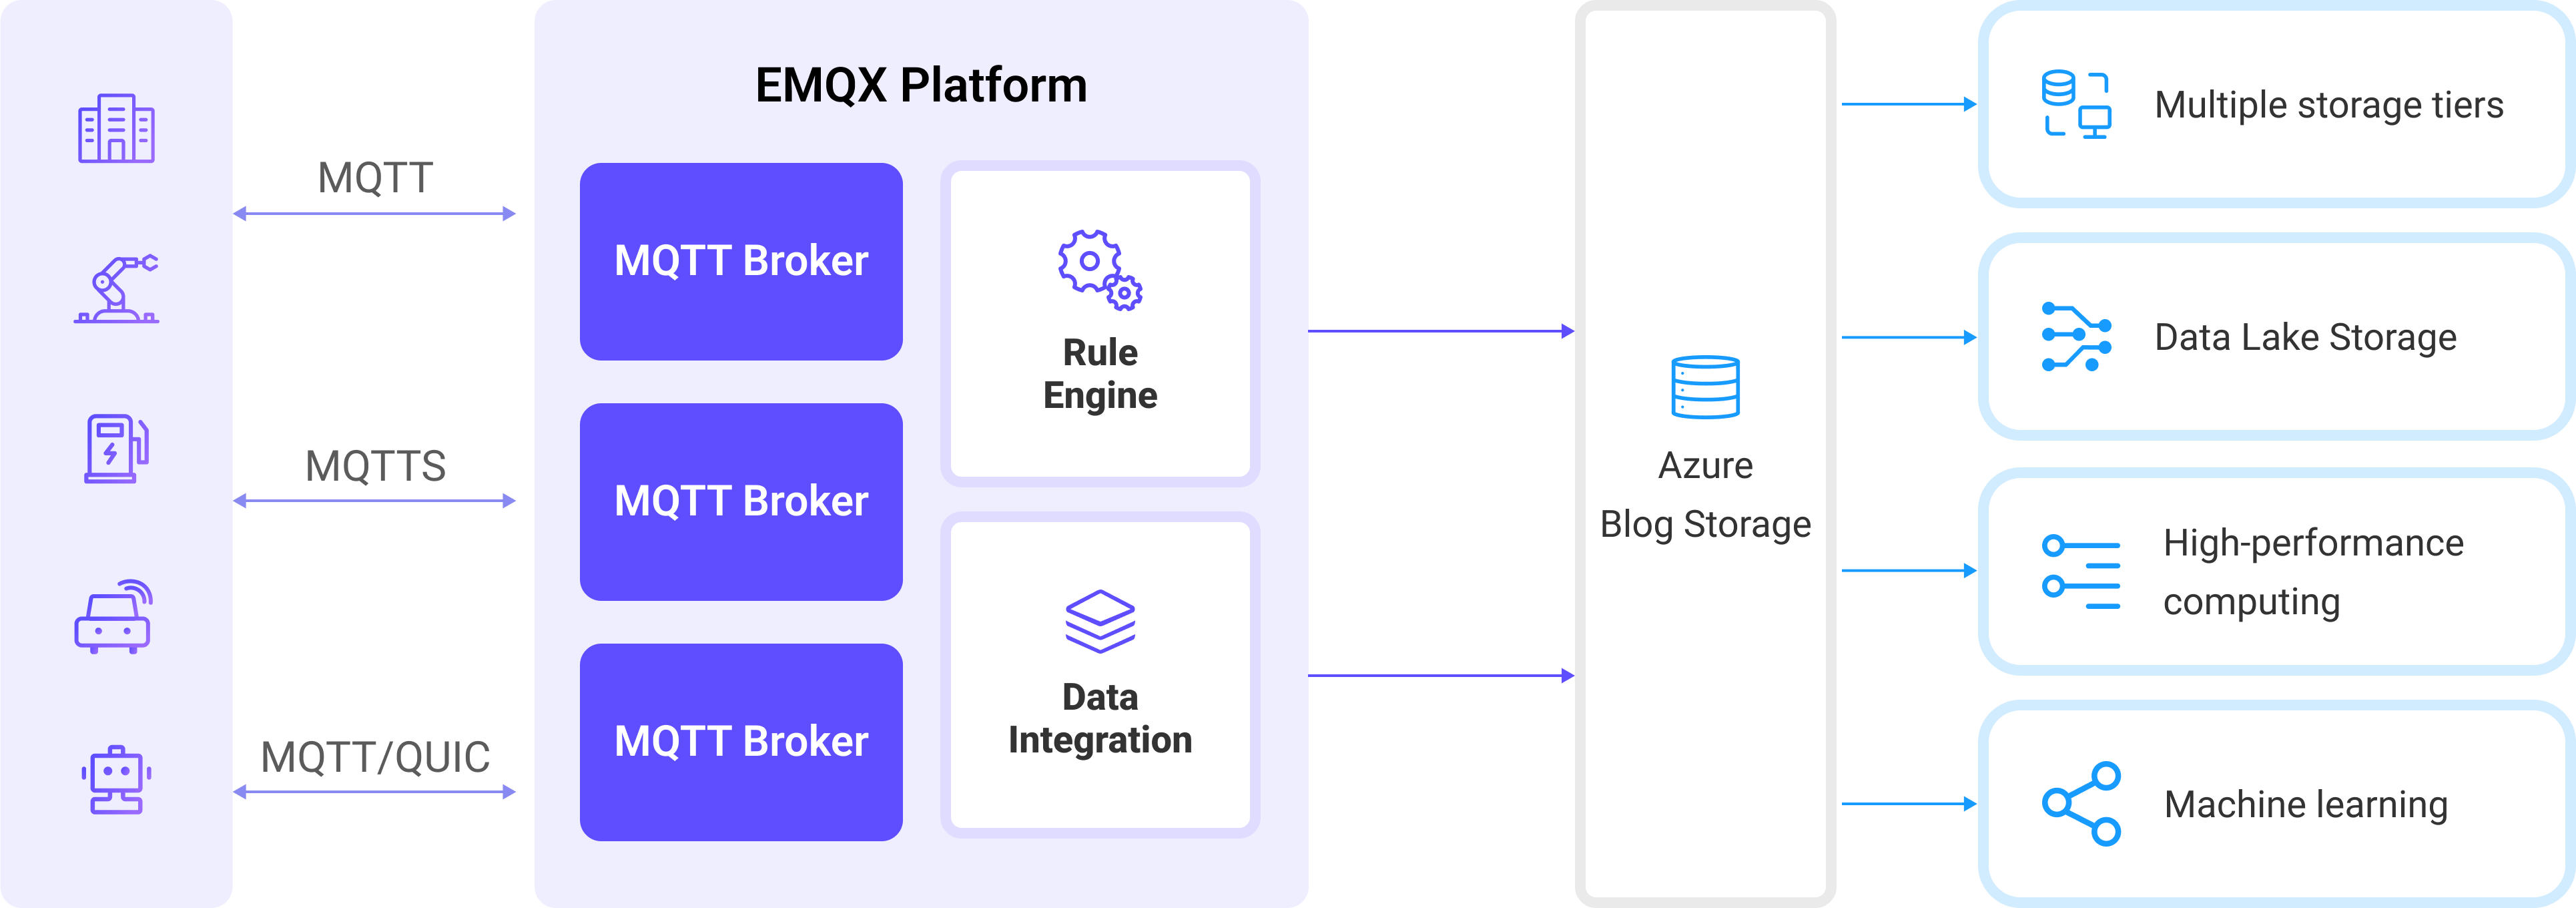 MQTT
MQTTS
MQTT/QUIC
EMQX Platform
MQTT Broker
MQTT Broker
MQTT Broker
Rule
Engine
Data
Integration
Azure
Blog Storage
Multiple storage tiers
Data Lake Storage
High-performance
computing
Machine learning